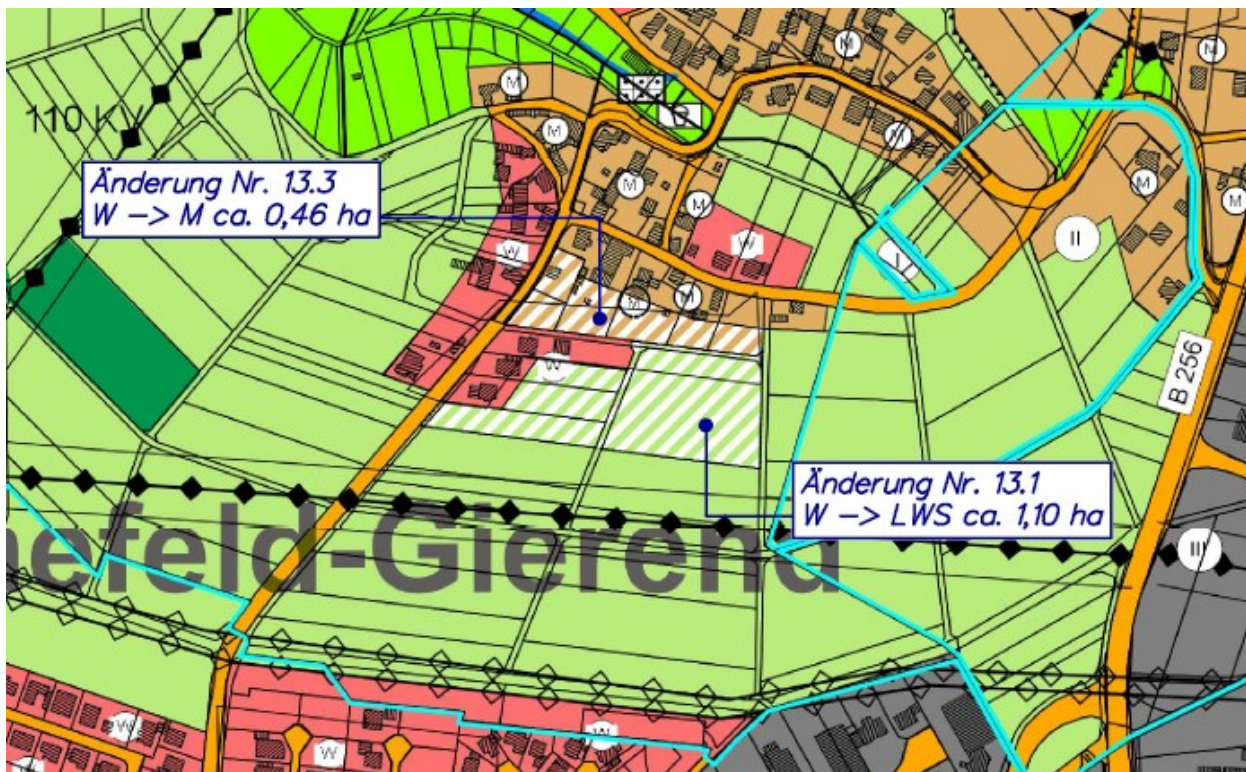 M
M
M
110 KV
M
M
Änderung Nr. 13.3
W -> M ca. 0,46 ha
M
M
M
M
W
W
I
II
M
M
W
B 256
Änderung Nr. 13.1
W -> LWS ca. 1,10 ha
efeld-Gierend
III
W
W
W
W